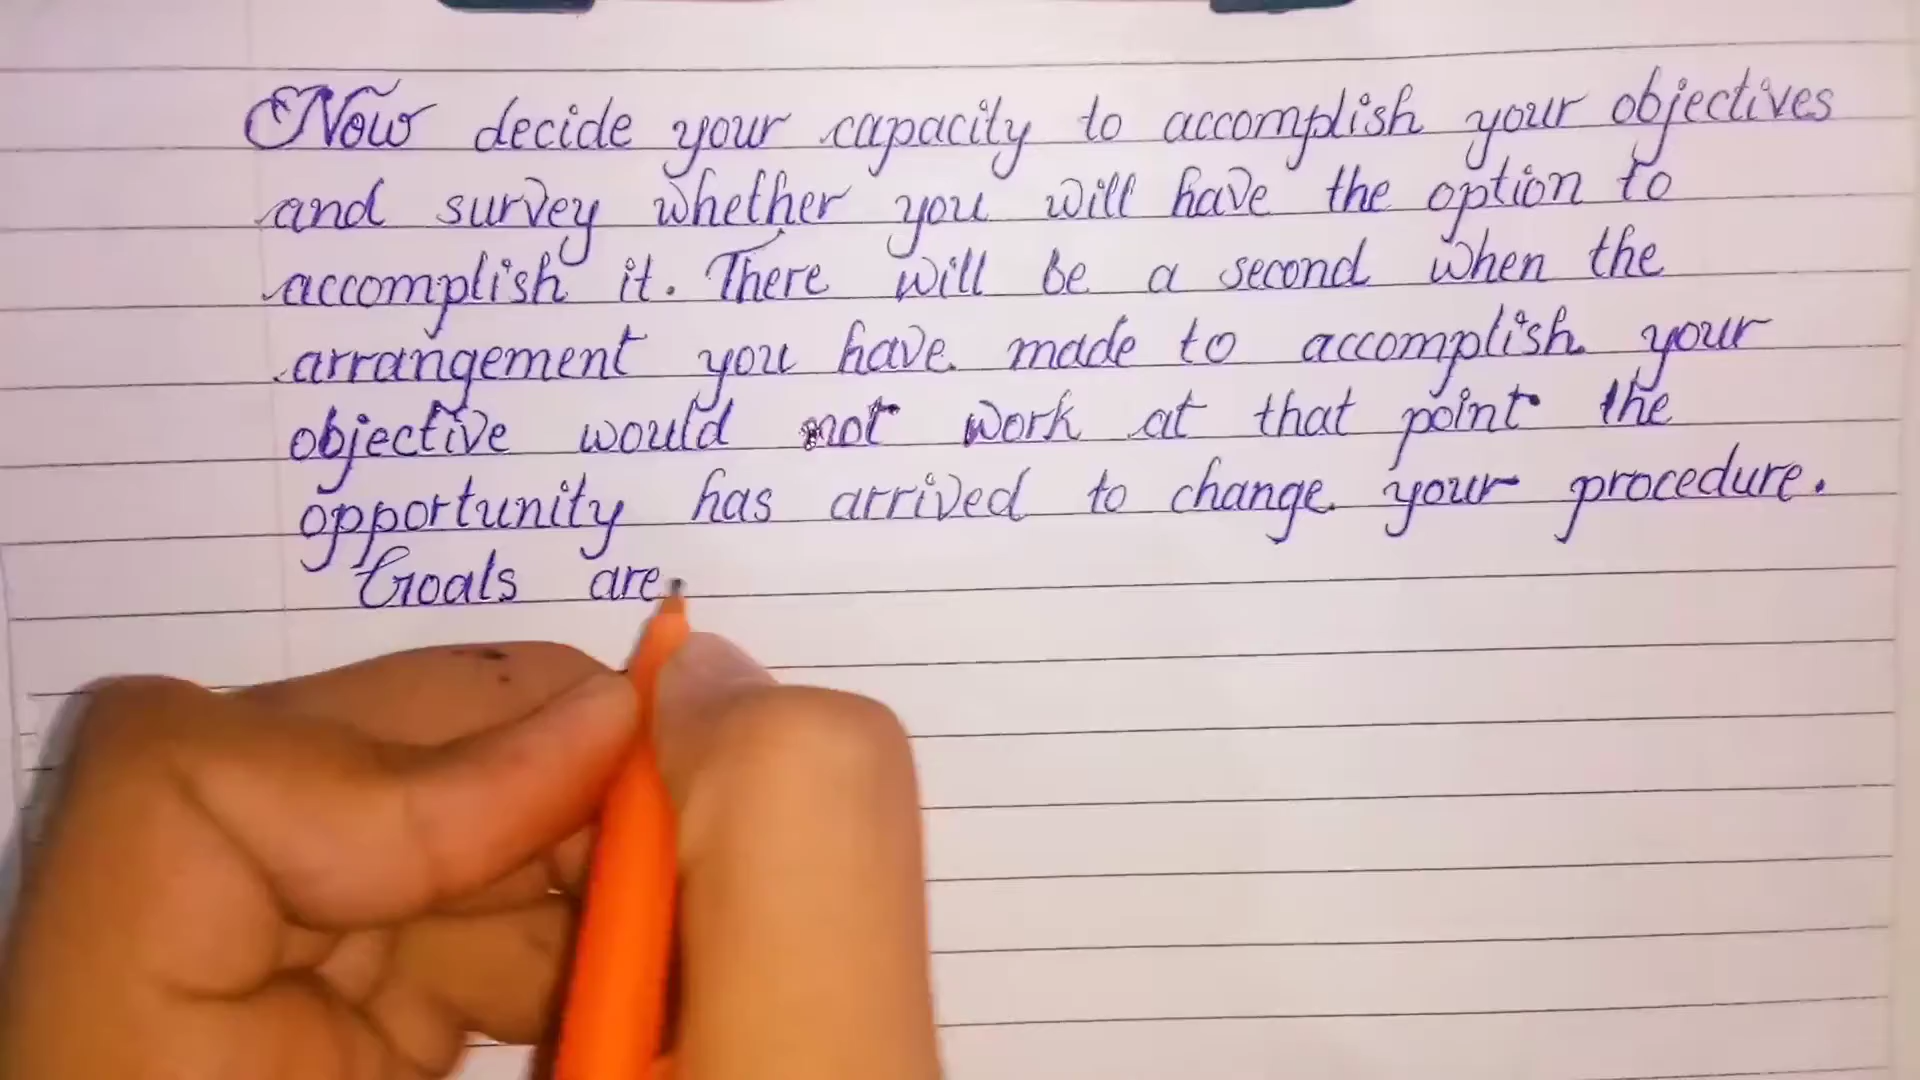 Now decide your capacity to accomplish your objectives
and survey whether you will have the option to
accomplish it. There will be a second when the
arrangement you have made to accomplish your
objective would not work at that point the
opportunity has arrived to change your procedure.
Goals are